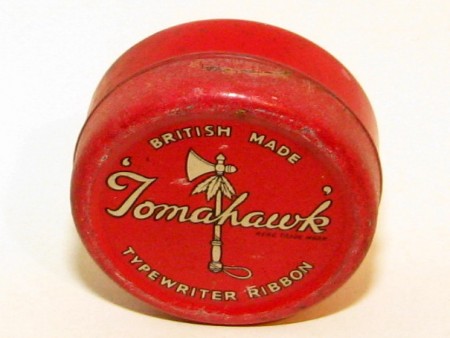 BRITISH MADE
'Tomahawk'
REGD TRADE MARK
TYPEWRITER RIBBON